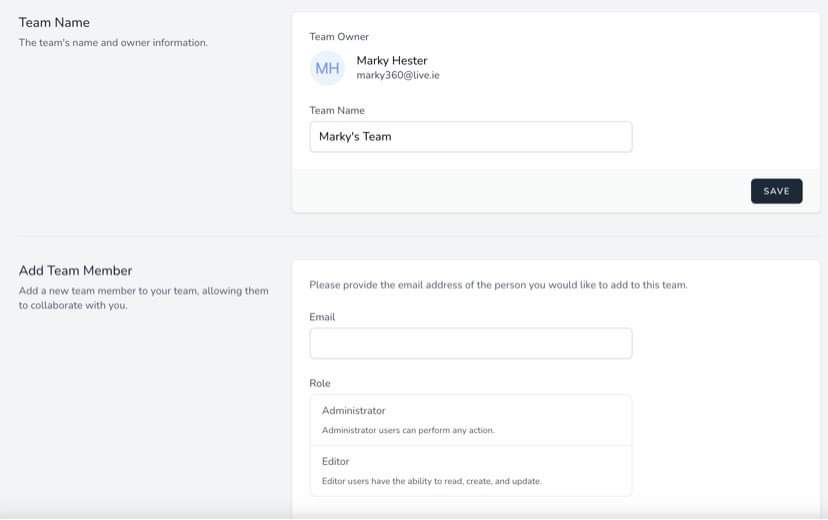 Team Name
The team's name and owner information.
Team Owner
MH
Marky Hester
marky360@live.ie
Team Name
Marky's Team
SAVE
Add Team Member
Add a new team member to your team, allowing them
to collaborate with you.
Please provide the email address of the person you would like to add to this team.
Email
Role
Administrator
Administrator users can perform any action.
Editor
Editor users have the ability to read, create, and update.